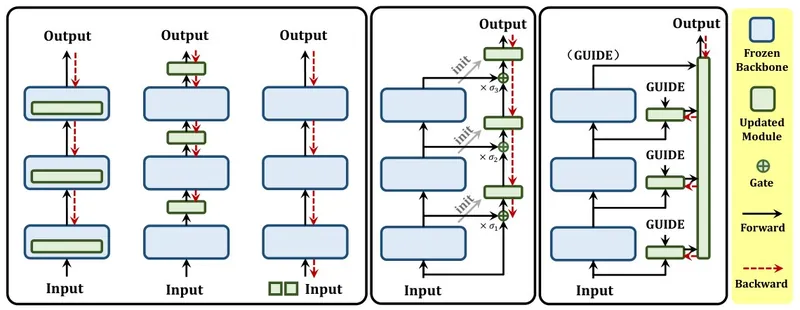 Output
Output
Output
Input
Input
Input
Output
init
× σ3
init
× σ2
init
× σ1
Input
Output
(GUIDE)
GUIDE
GUIDE
GUIDE
Input
Frozen
Backbone
Updated
Module
Gate
Forward
Backward